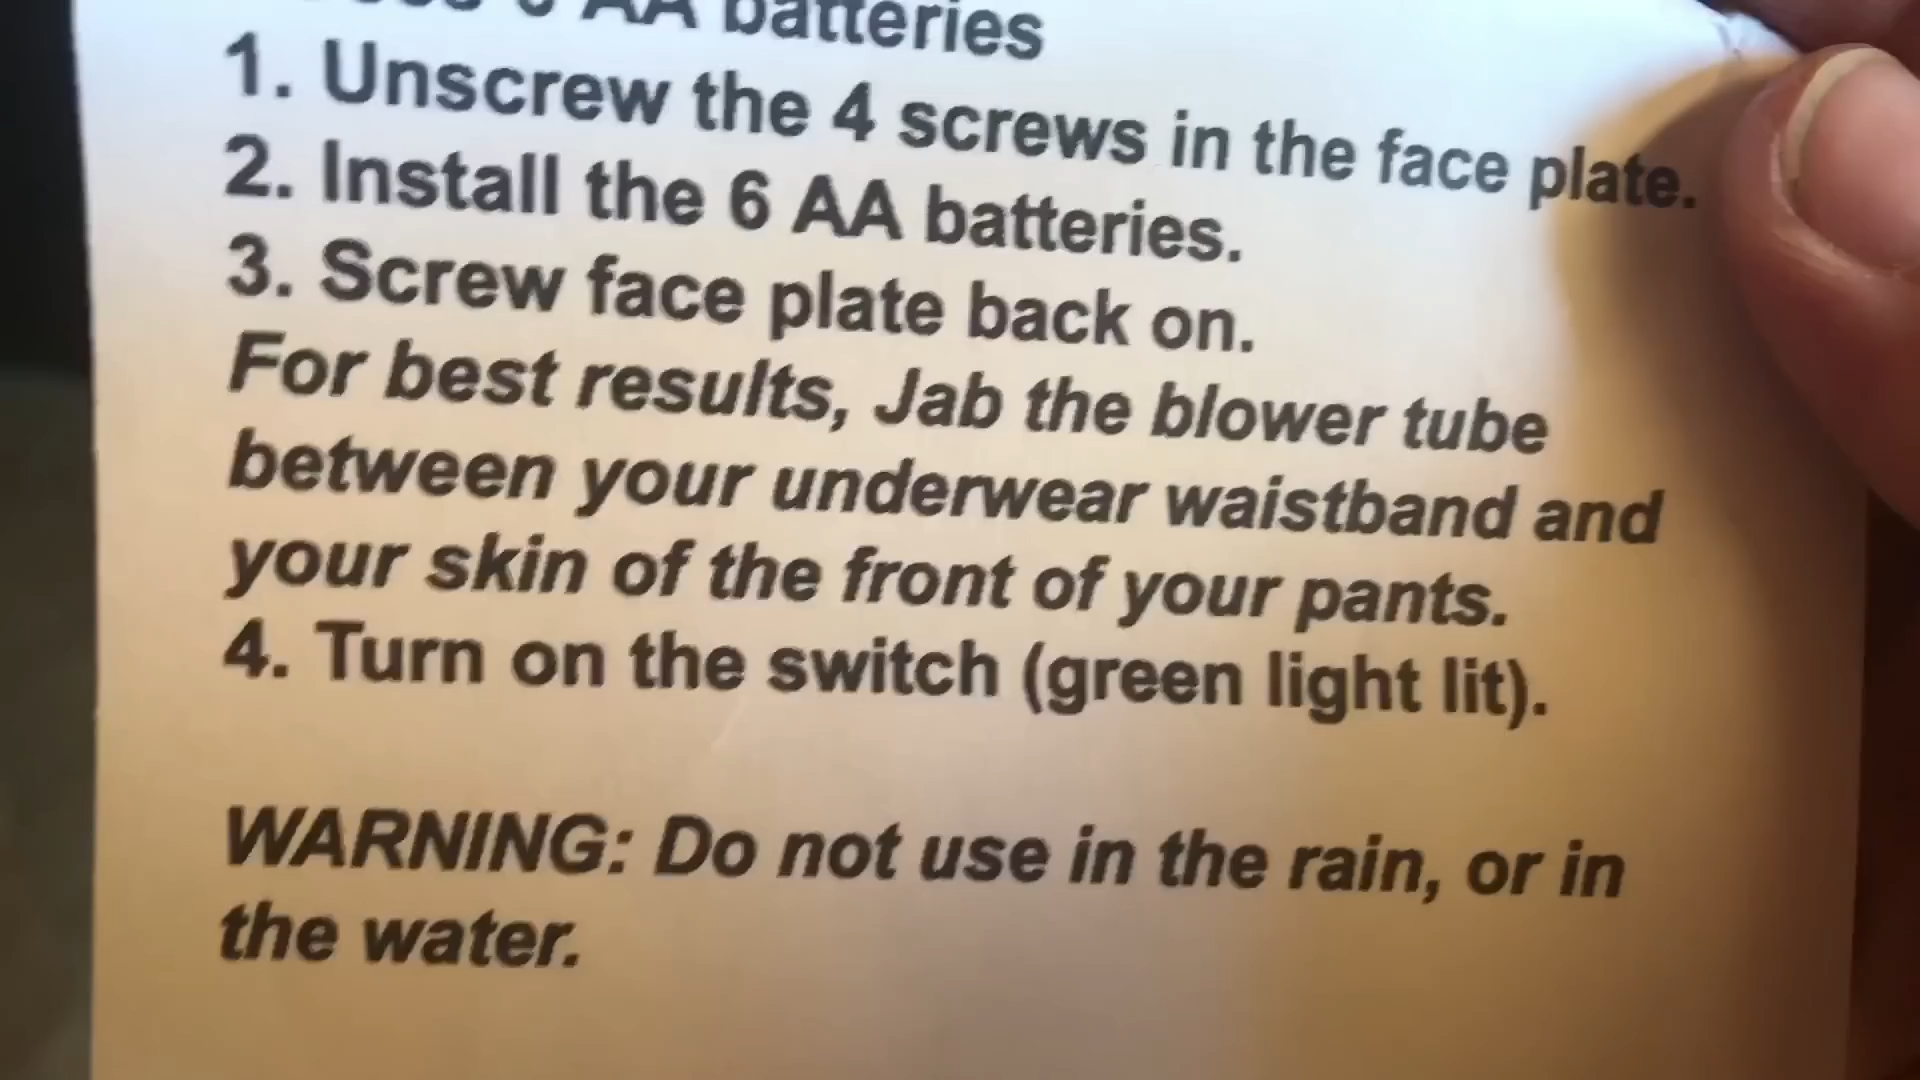 6 AA batteries
1. Unscrew the 4 screws in the face plate.
2. Install the 6 AA batteries.
3. Screw face plate back on.
For best results, Jab the blower tube
between your underwear waistband and
your skin of the front of your pants.
4. Turn on the switch (green light lit).
WARNING: Do not use in the rain, or in
the water.